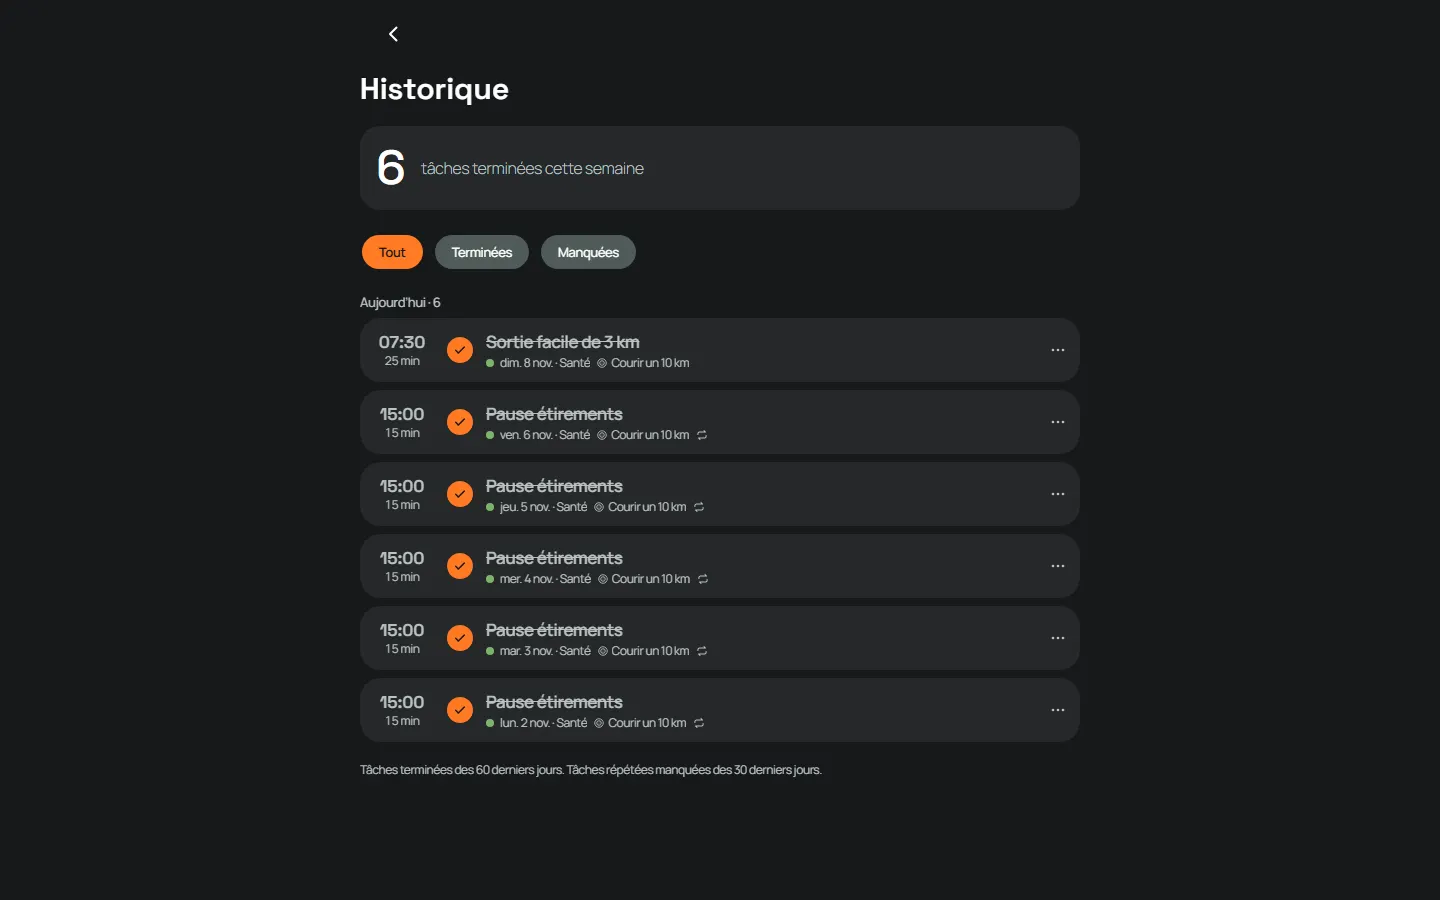 Historique
6 tâches terminées cette semaine
Tout Terminées Manquées
Aujourd'hui · 6
07:30 Sortie facile de 3 km
25 min dim. 8 nov. · Santé Courir un 10 km
15:00 Pause étirements
15 min ven. 6 nov. · Santé Courir un 10 km
15:00 Pause étirements
15 min jeu. 5 nov. · Santé Courir un 10 km
15:00 Pause étirements
15 min mer. 4 nov. · Santé Courir un 10 km
15:00 Pause étirements
15 min mar. 3 nov. · Santé Courir un 10 km
15:00 Pause étirements
15 min lun. 2 nov. · Santé Courir un 10 km
Tâches terminées des 60 derniers jours. Tâches répétées manquées des 30 derniers jours.